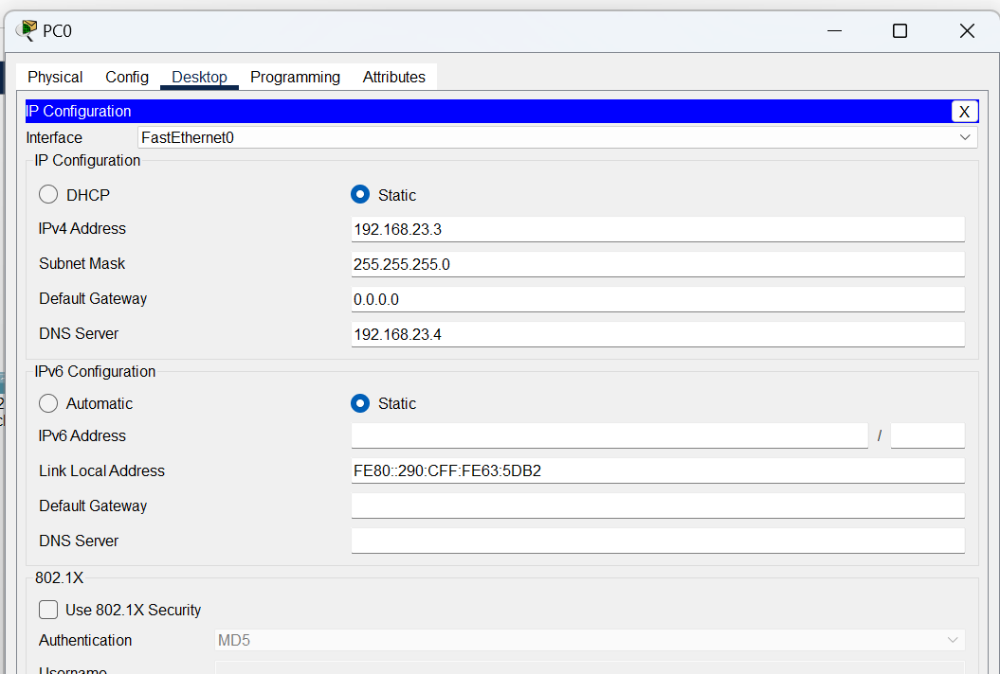 PC0
Physical Config Desktop Programming Attributes
IP Configuration X
Interface FastEthernet0
IP Configuration
DHCP Static
IPv4 Address 192.168.23.3
Subnet Mask 255.255.255.0
Default Gateway 0.0.0.0
DNS Server 192.168.23.4
IPv6 Configuration
Automatic Static
IPv6 Address /
Link Local Address FE80::290:CFF:FE63:5DB2
Default Gateway
DNS Server
802.1X
Use 802.1X Security
Authentication MD5
Username